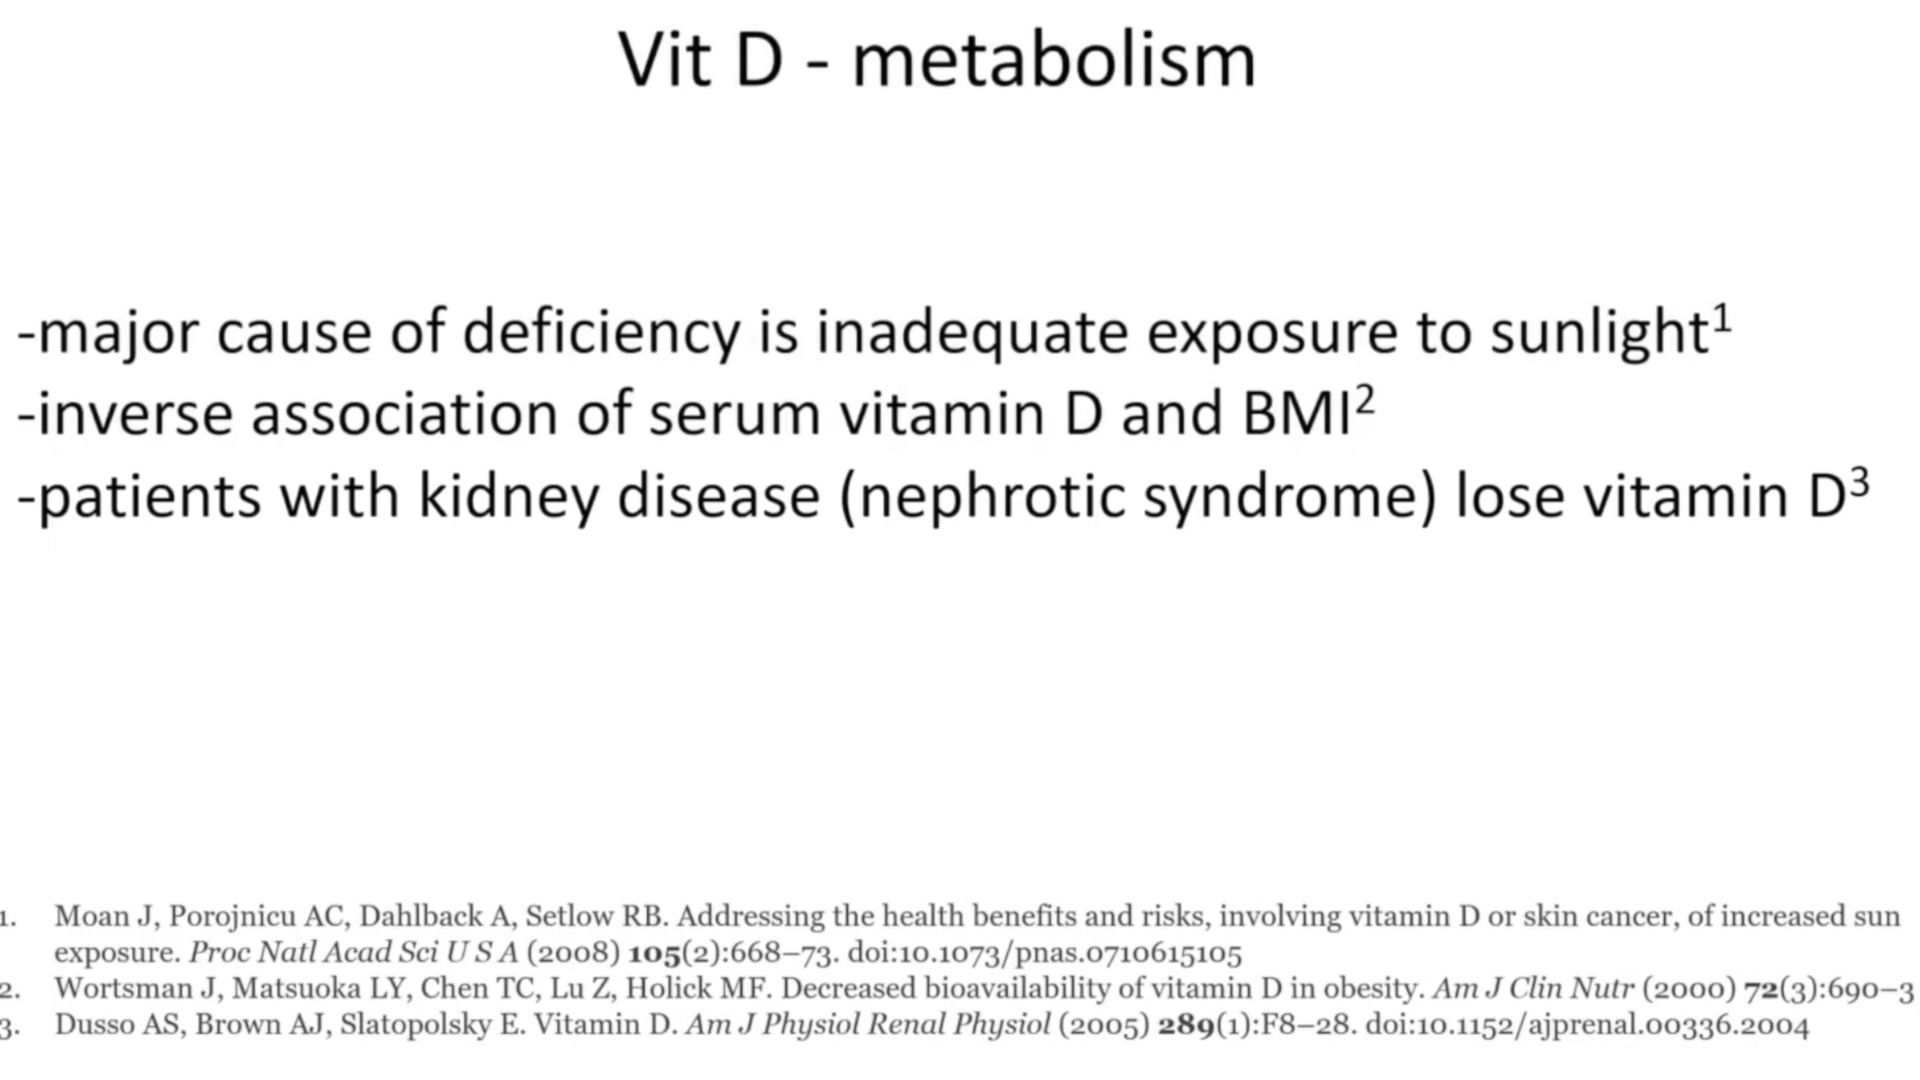 Vit D - metabolism
-major cause of deficiency is inadequate exposure to sunlight¹
-inverse association of serum vitamin D and BMI²
-patients with kidney disease (nephrotic syndrome) lose vitamin D³
1. Moan J, Porojnicu AC, Dahlback A, Setlow RB. Addressing the health benefits and risks, involving vitamin D or skin cancer, of increased sun
exposure. Proc Natl Acad Sci U S A (2008) 105(2):668–73. doi:10.1073/pnas.0710615105
2. Wortsman J, Matsuoka LY, Chen TC, Lu Z, Holick MF. Decreased bioavailability of vitamin D in obesity. Am J Clin Nutr (2000) 72(3):690–3
3. Dusso AS, Brown AJ, Slatopolsky E. Vitamin D. Am J Physiol Renal Physiol (2005) 289(1):F8–28. doi:10.1152/ajprenal.00336.2004